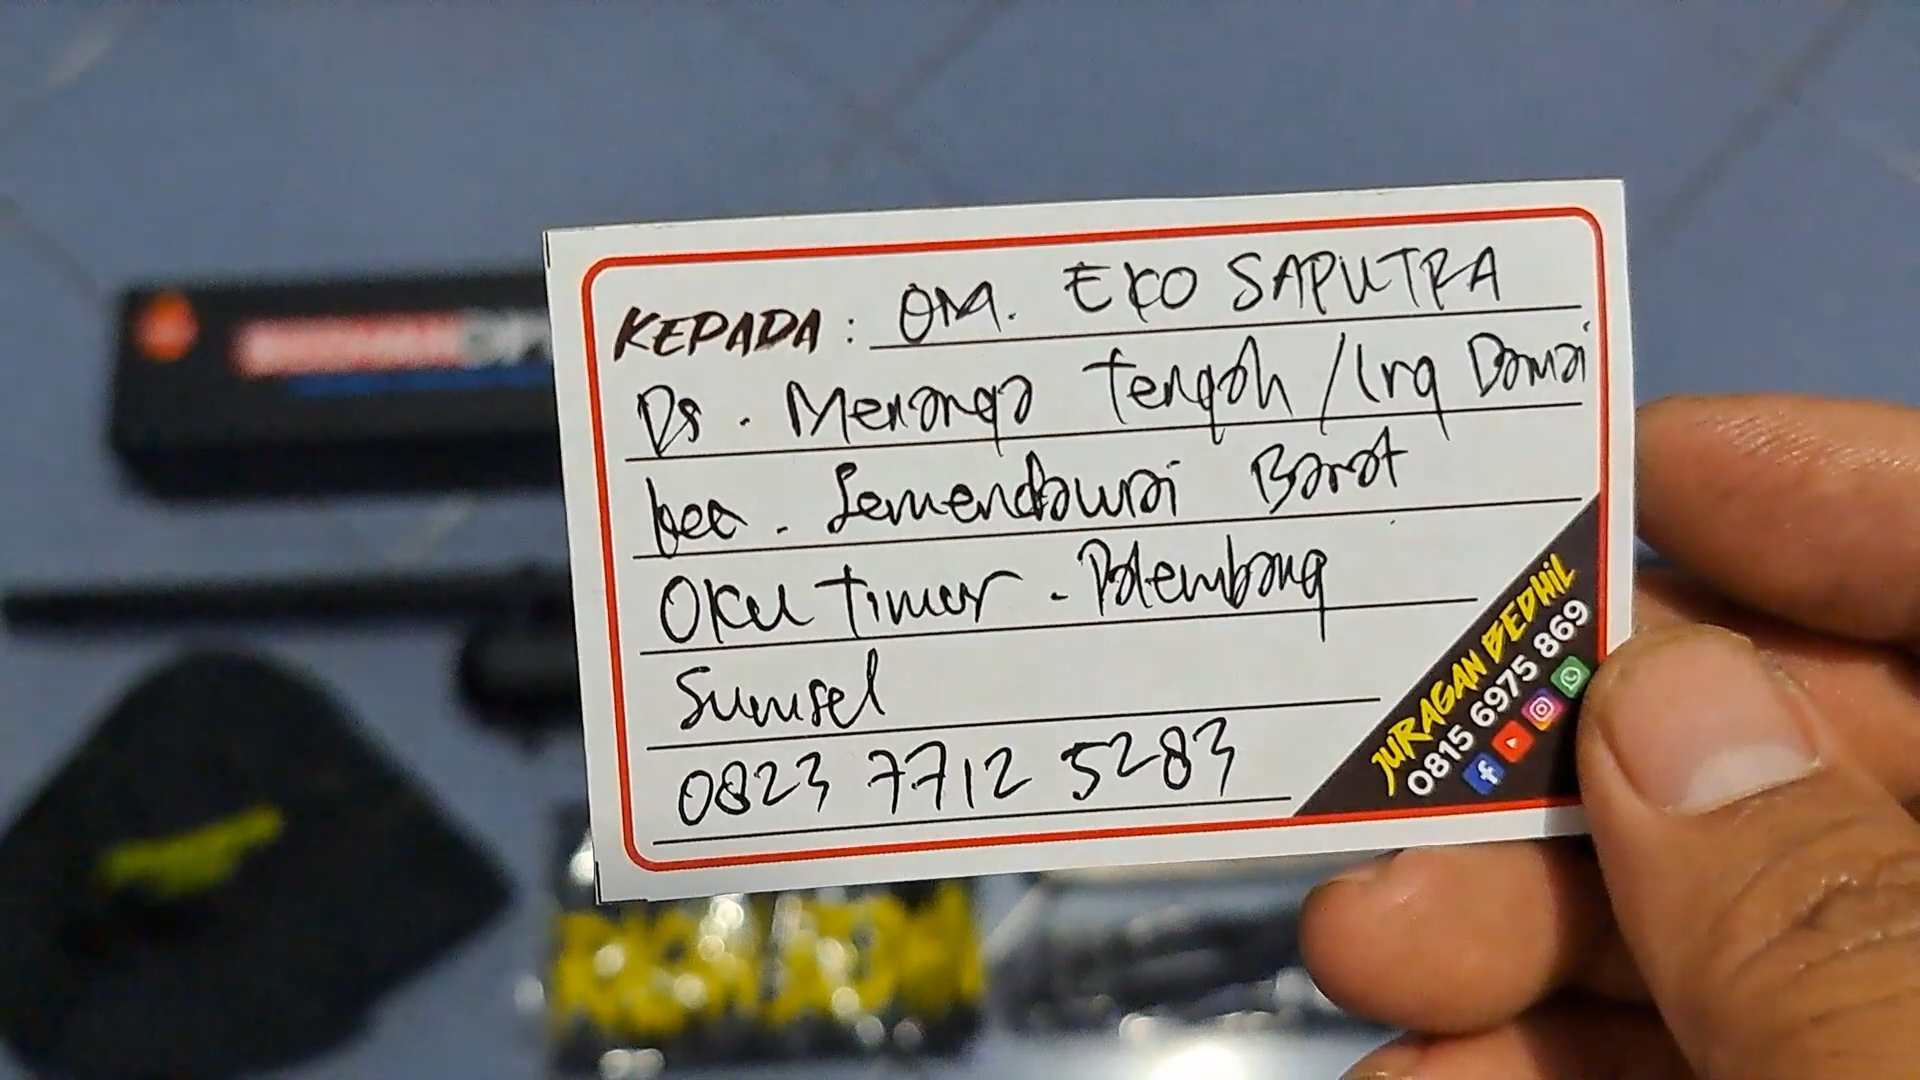 KEPADA : OM. EKO SAPUTRA
Ds. Meranga Tengah / Lrg Damai
kec. Semendawai Barat
OKU Timur - Palembang
Sumsel
0823 7712 5283
JURAGAN BEDHIL
0815 6975 869